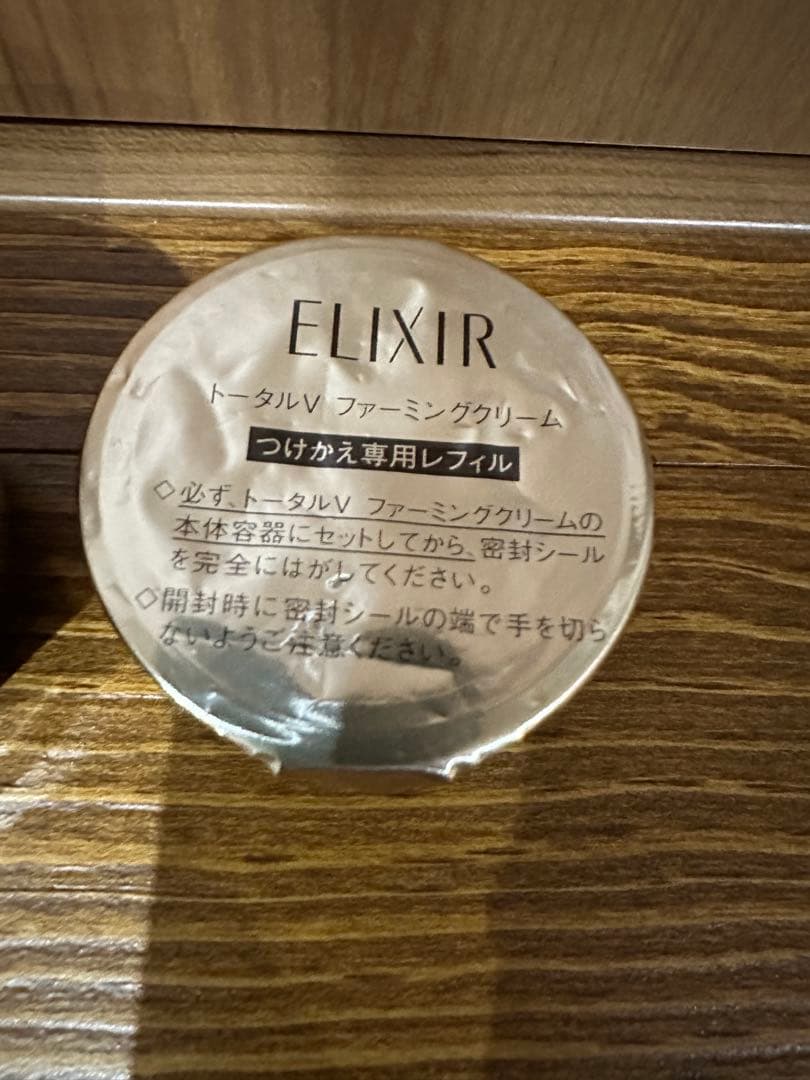 ELIXIR
トータルV ファーミングクリーム
つけかえ専用レフィル
◇必ず、トータルV ファーミングクリームの
本体容器にセットしてから、密封シール
を完全にはがしてください。
◇開封時に密封シールの端で手を切ら
ないようご注意ください。